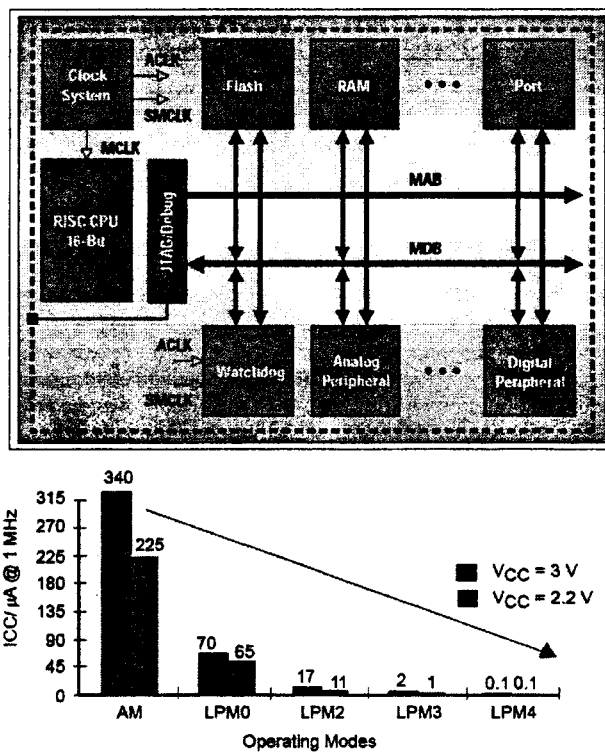 Clock System
ACLK
SMCLK
MCLK
Flash
RAM
Port
RISC CPU 16-Bit
JTAG/Debug
MAB
MDB
ACLK
SMCLK
Watchdog
Analog Peripheral
Digital Peripheral
ICC/ µA @ 1 MHz
315
270
225
180
135
90
45
0
340
225
70
65
17
11
2
1
0.1
0.1
VCC = 3 V
VCC = 2.2 V
AM
LPM0
LPM2
LPM3
LPM4
Operating Modes